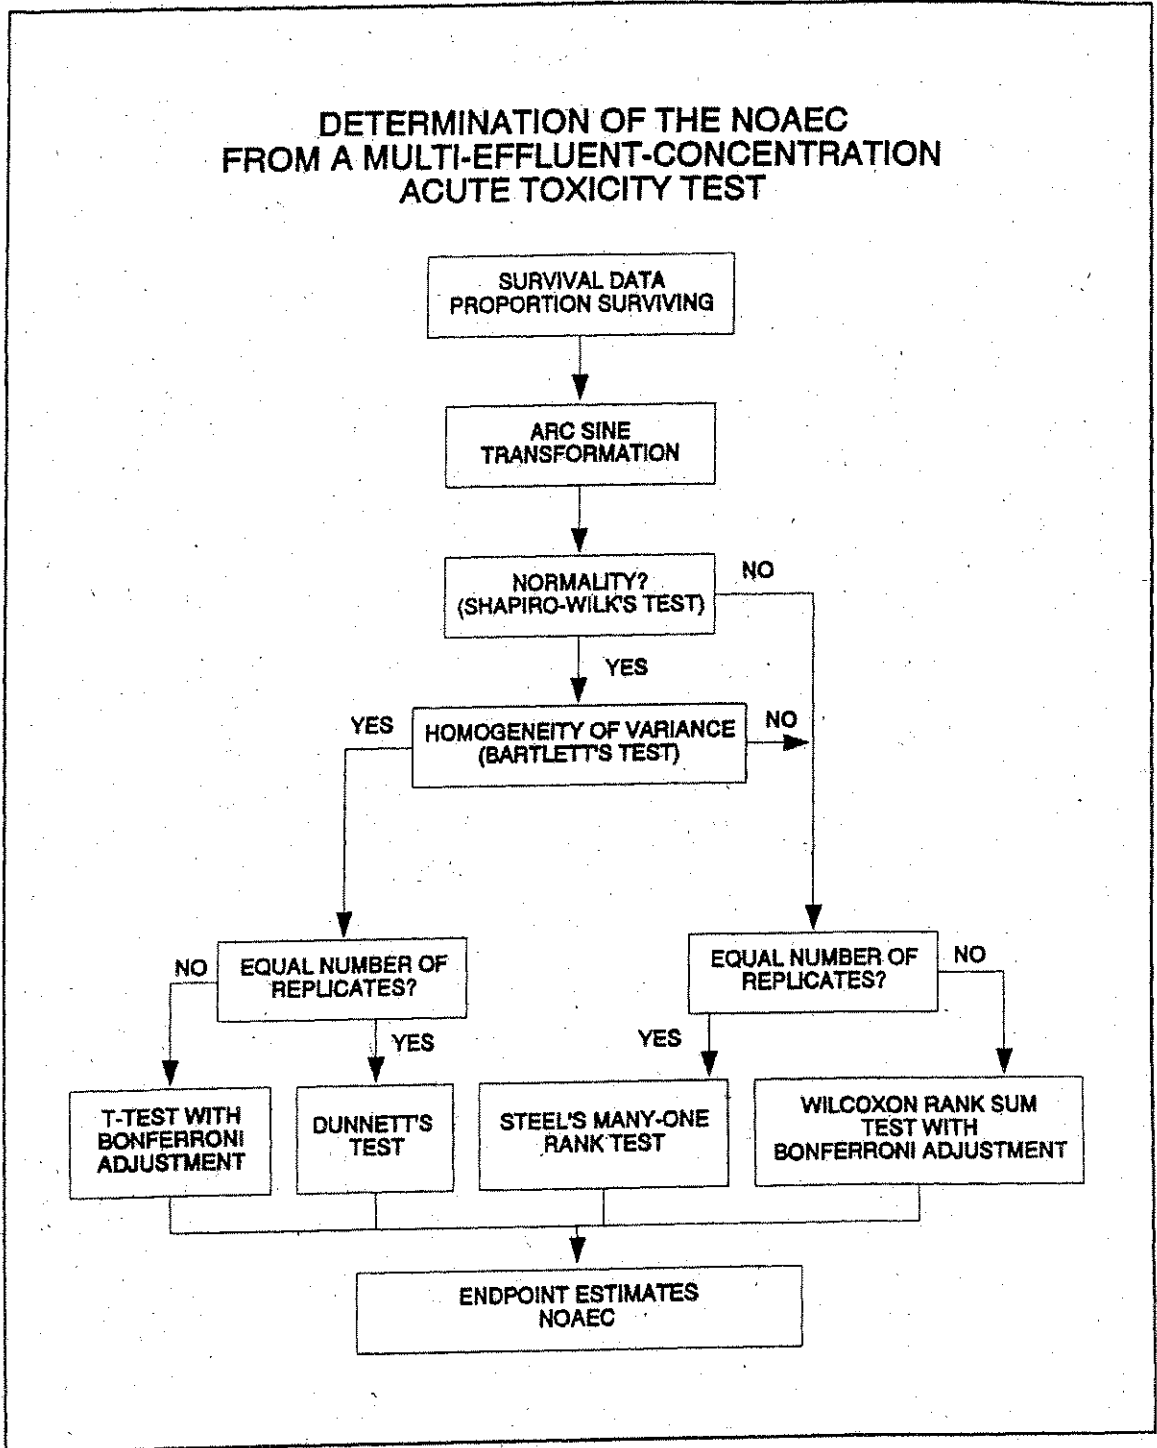 DETERMINATION OF THE NOAEC
FROM A MULTI-EFFLUENT-CONCENTRATION
ACUTE TOXICITY TEST
SURVIVAL DATA
PROPORTION SURVIVING
ARC SINE
TRANSFORMATION
NORMALITY?
(SHAPIRO-WILK'S TEST)
NO
YES
HOMOGENEITY OF VARIANCE
(BARTLETT'S TEST)
YES
NO
EQUAL NUMBER OF
REPLICATES?
NO
YES
EQUAL NUMBER OF
REPLICATES?
NO
YES
T-TEST WITH
BONFERRONI
ADJUSTMENT
DUNNETT'S
TEST
STEEL'S MANY-ONE
RANK TEST
WILCOXON RANK SUM
TEST WITH
BONFERRONI ADJUSTMENT
ENDPOINT ESTIMATES
NOAEC